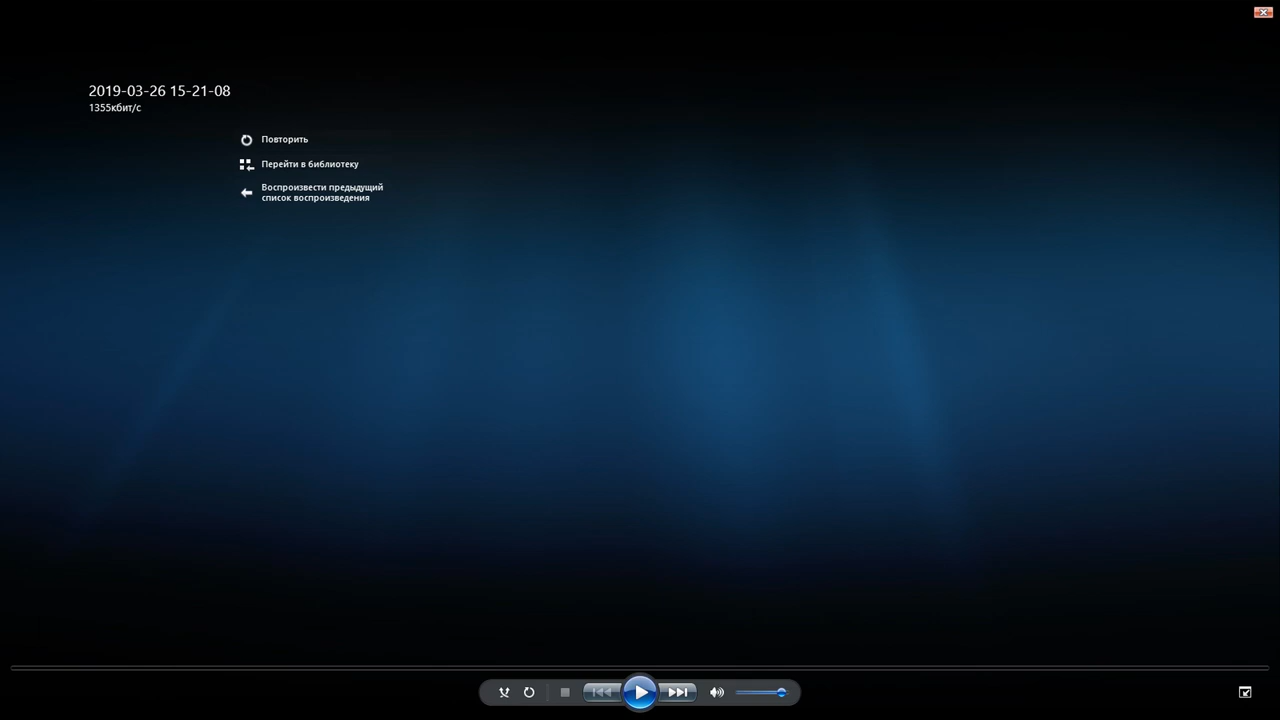 2019-03-26 15-21-08
1355кбит/с
Повторить
Перейти в библиотеку
Воспроизвести предыдущий
список воспроизведения